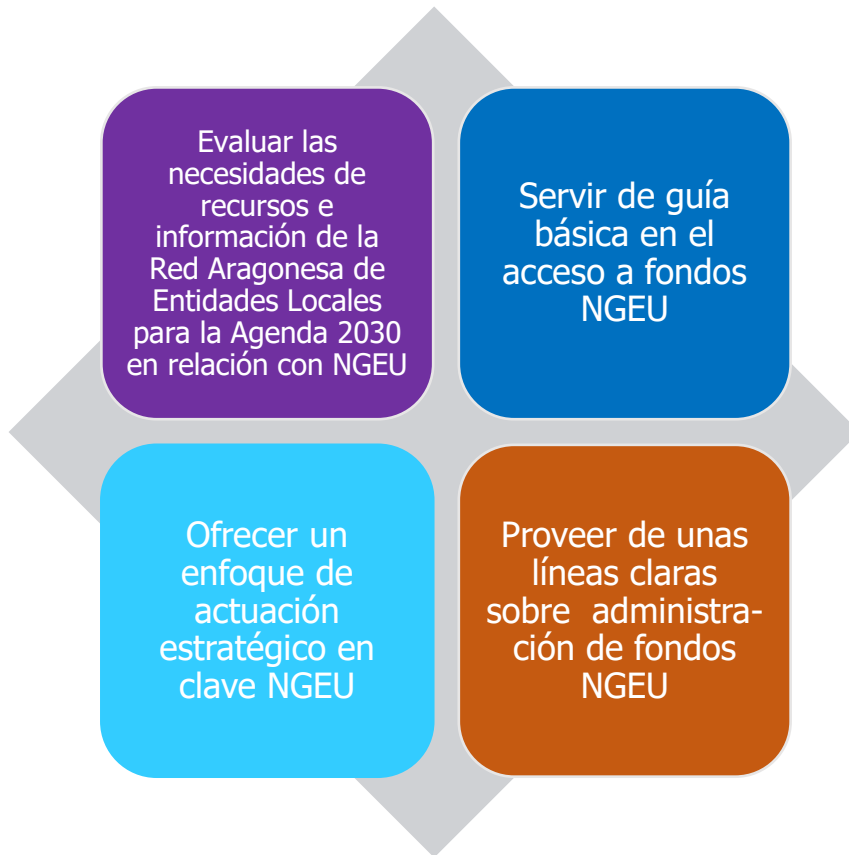 Evaluar las
necesidades de
recursos e
información de la
Red Aragonesa de
Entidades Locales
para la Agenda 2030
en relación con NGEU
Servir de guía
básica en el
acceso a fondos
NGEU
Ofrecer un
enfoque de
actuación
estratégico en
clave NGEU
Proveer de unas
líneas claras
sobre  administra-
ción de fondos
NGEU